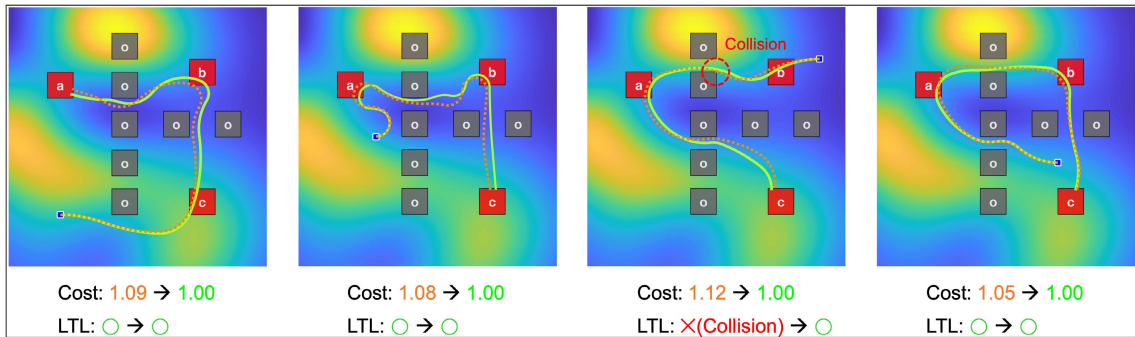 o
b
a
o
o
o
o
o
o
c
Cost: 1.09 → 1.00
LTL: ○ → ○
o
b
a
o
o
o
o
o
o
c
Cost: 1.08 → 1.00
LTL: ○ → ○
o
Collision
b
a
o
o
o
o
o
o
c
Cost: 1.12 → 1.00
LTL: ×(Collision) → ○
o
b
a
o
o
o
o
o
o
c
Cost: 1.05 → 1.00
LTL: ○ → ○